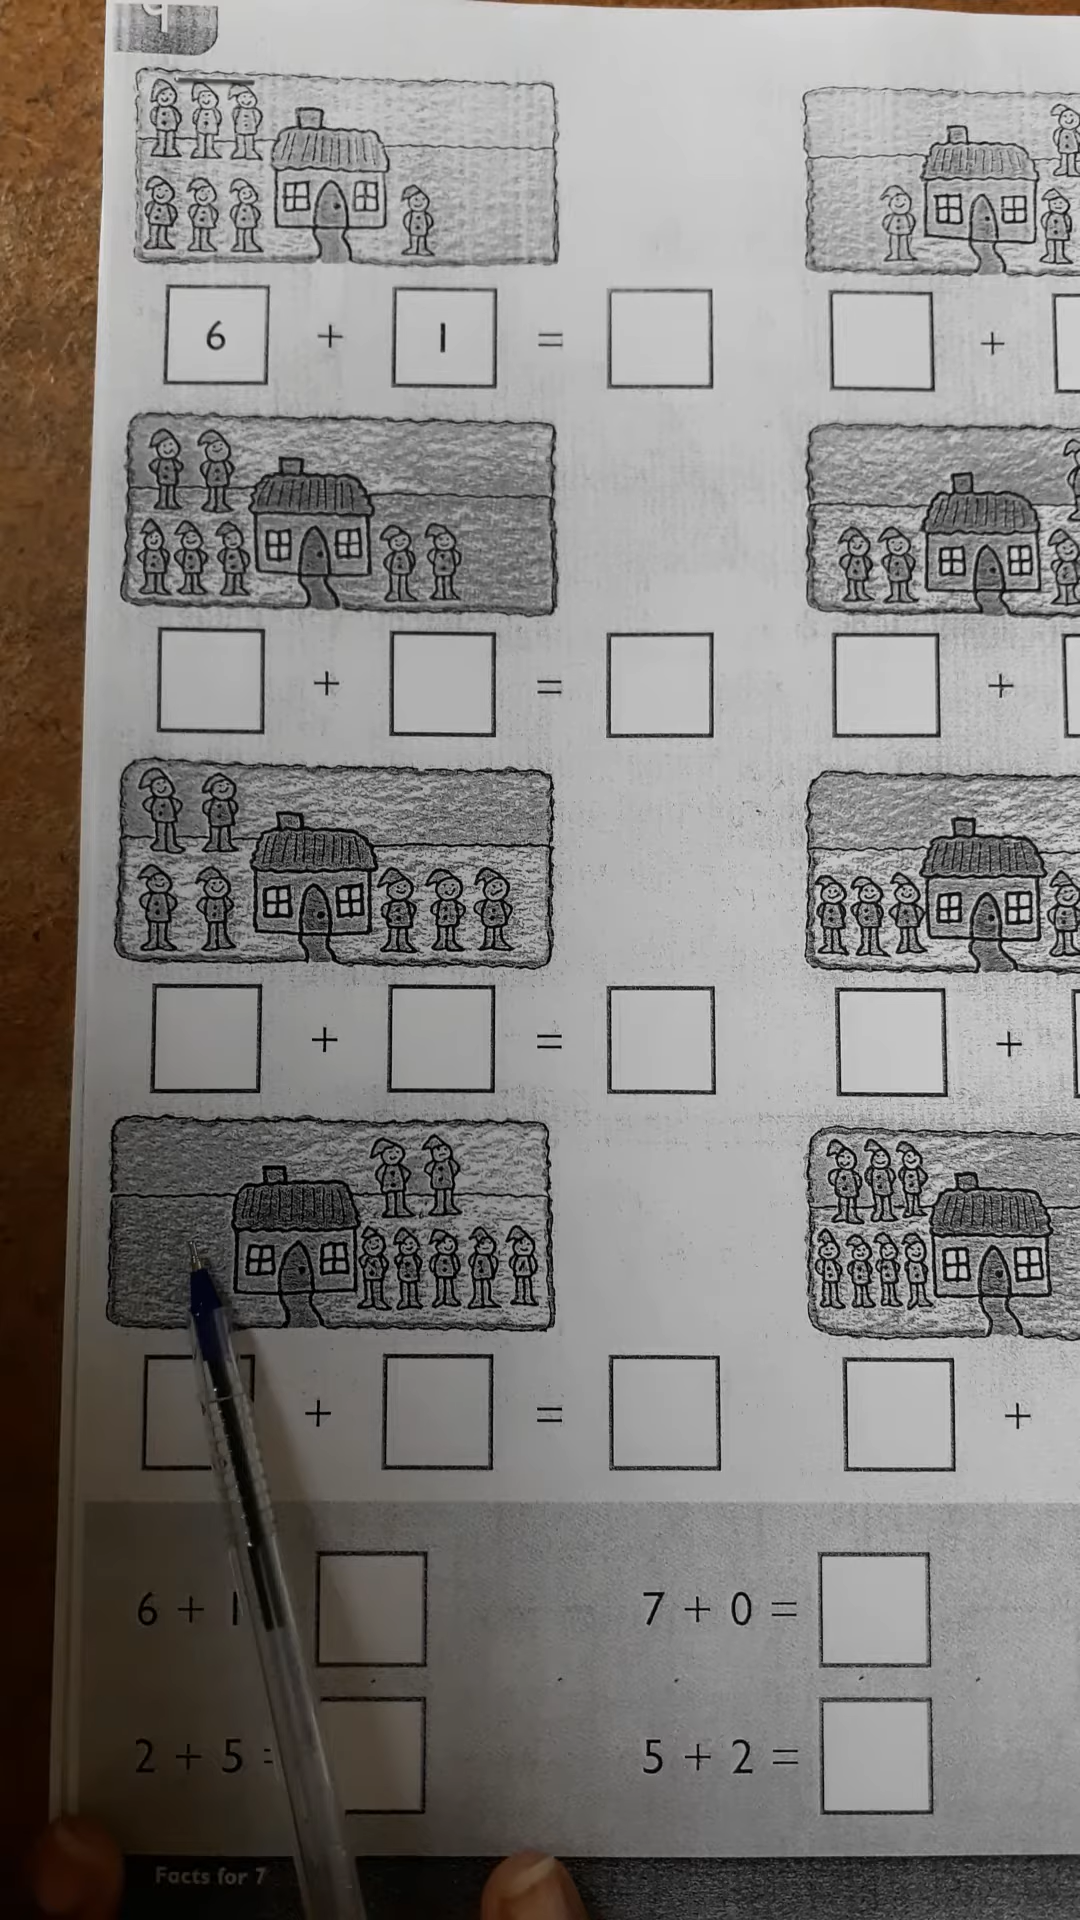 6 + 1 =
+
+ =
+
+ =
+
+ =
+
6 + 1
7 + 0 =
2 + 5 =
5 + 2 =
Facts for 7